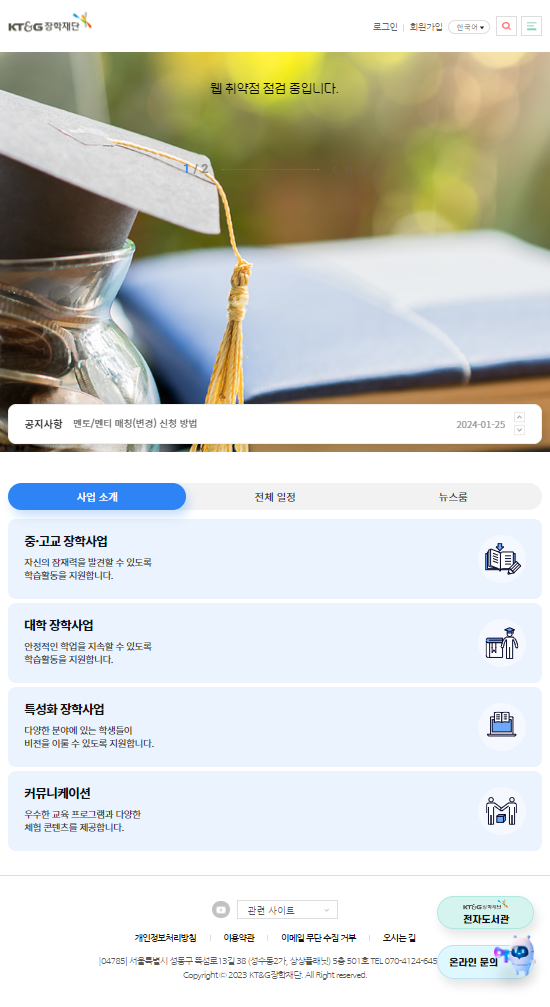 KT&G 장학재단
로그인 | 회원가입 한국어
웹 취약점 점검 중입니다.
1 / 2
공지사항 멘토/멘티 매칭(변경) 신청 방법 2024-01-25
사업 소개 전체 일정 뉴스룸
중·고교 장학사업
자신의 잠재력을 발견할 수 있도록
학습활동을 지원합니다.
대학 장학사업
안정적인 학업을 지속할 수 있도록
학습활동을 지원합니다.
특성화 장학사업
다양한 분야에 있는 학생들이
비전을 이룰 수 있도록 지원합니다.
커뮤니케이션
우수한 교육 프로그램과 다양한
체험 콘텐츠를 제공합니다.
관련 사이트
KT&G 장학재단
전자도서관
개인정보처리방침 | 이용약관 | 이메일 무단 수집 거부 | 오시는 길
온라인 문의
[04785] 서울특별시 성동구 뚝섬로13길 38 (성수동2가, 상상플래닛) 5층 501호 TEL 070-4124-645
Copyright © 2023 KT&G장학재단. All Right reserved.